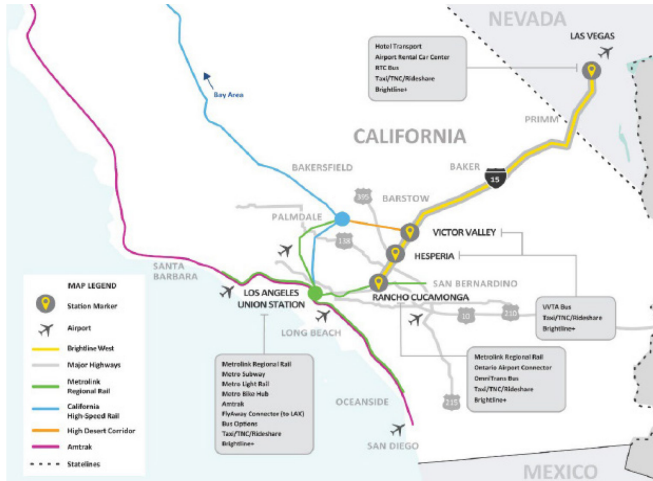 NEVADA
LAS VEGAS
Hotel Transport
Airport Rental Car Center
RTC Bus
Taxi/TNC/Rideshare
Brightline+
Bay Area
PRIMM
CALIFORNIA
BAKERSFIELD
BAKER
15
395
BARSTOW
PALMDALE
138
VICTOR VALLEY
HESPERIA
SANTA
BARBARA
LOS ANGELES
UNION STATION
SAN BERNARDINO
RANCHO CUCAMONGA
10
210
LONG BEACH
VVTA Bus
Taxi/TNC/Rideshare
Brightline+
MAP LEGEND
Station Marker
Airport
Brightline West
Major Highways
Metrolink
Regional Rail
California
High-Speed Rail
High Desert Corridor
Amtrak
Statelines
Metrolink Regional Rail
Metro Subway
Metro Light Rail
Metro Bike Hub
Amtrak
FlyAway Connector (to LAX)
Bus Options
Taxi/TNC/Rideshare
Brightline+
Metrolink Regional Rail
Ontario Airport Connector
OmniTrans Bus
Taxi/TNC/Rideshare
Brightline+
215
OCEANSIDE
SAN DIEGO
MEXICO